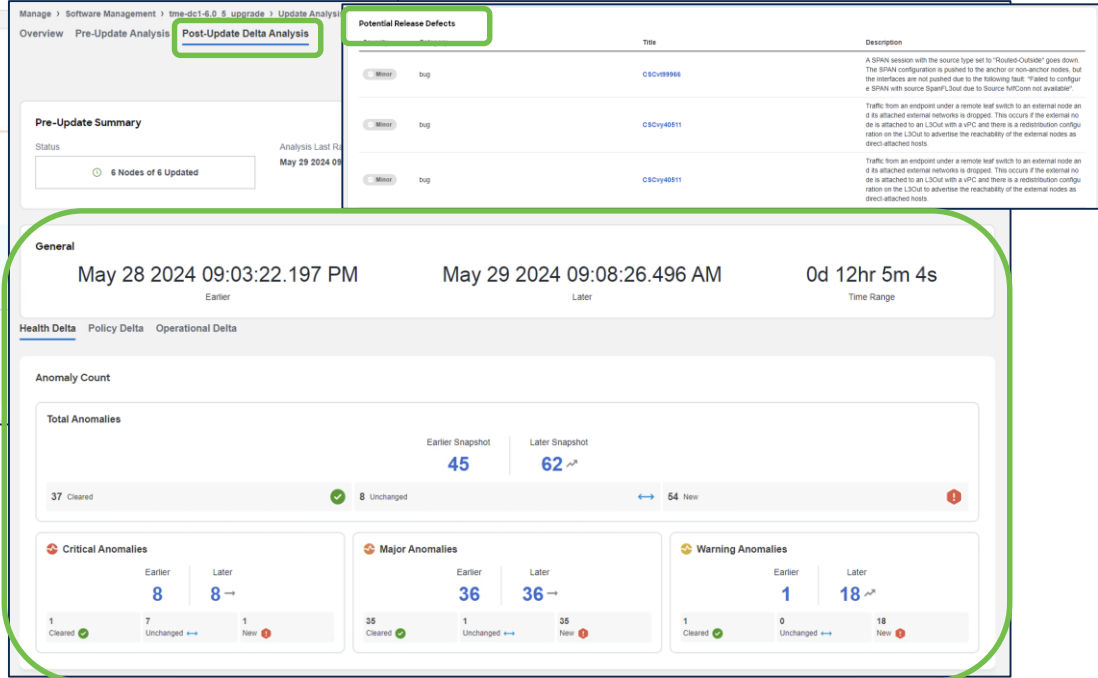 Manage > Software Management > tme-dc1-6.0_5_upgrade > Update Analysis
Overview Pre-Update Analysis Post-Update Delta Analysis
Pre-Update Summary
Status
6 Nodes of 6 Updated
Analysis Last Ra
May 29 2024 09
Potential Release Defects
Title Description
Minor bug CSCvt99966
A SPAN session with the source type set to "Routed-Outside" goes down.
The SPAN configuration is pushed to the anchor or non-anchor nodes, but
the interfaces are not pushed due to the following fault: "Failed to configur
e SPAN with source SpanFL3out due to Source fvIfConn not available".
Minor bug CSCvy40511
Traffic from an endpoint under a remote leaf switch to an external node an
d its attached external networks is dropped. This occurs if the external no
de is attached to an L3Out with a vPC and there is a redistribution configu
ration on the L3Out to advertise the reachability of the external nodes as
direct-attached hosts.
Minor bug CSCvy40511
Traffic from an endpoint under a remote leaf switch to an external node an
d its attached external networks is dropped. This occurs if the external no
de is attached to an L3Out with a vPC and there is a redistribution configu
ration on the L3Out to advertise the reachability of the external nodes as
direct-attached hosts.
General
May 28 2024 09:03:22.197 PM May 29 2024 09:08:26.496 AM 0d 12hr 5m 4s
Earlier Later Time Range
Health Delta Policy Delta Operational Delta
Anomaly Count
Total Anomalies
Earlier Snapshot Later Snapshot
45 62
37 Cleared 8 Unchanged 54 New
Critical Anomalies
Earlier Later
8 8
1 7 1
Cleared Unchanged New
Major Anomalies
Earlier Later
36 36
35 1 35
Cleared Unchanged New
Warning Anomalies
Earlier Later
1 18
1 0 18
Cleared Unchanged New